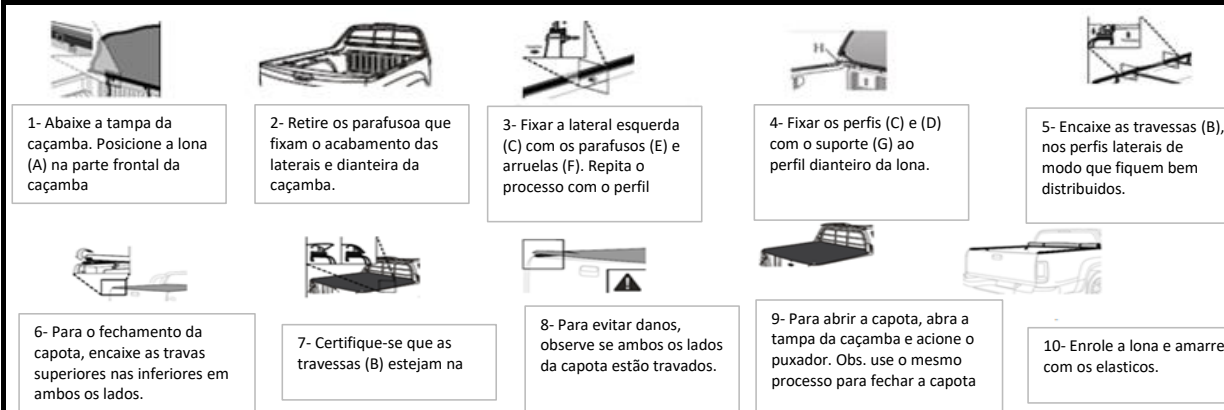 1- Abaixe a tampa da
caçamba. Posicione a lona
(A) na parte frontal da
caçamba
2- Retire os parafusoa que
fixam o acabamento das
laterais e dianteira da
caçamba.
3- Fixar a lateral esquerda
(C) com os parafusos (E) e
arruelas (F). Repita o
processo com o perfil
H
4- Fixar os perfis (C) e (D)
com o suporte (G) ao
perfil dianteiro da lona.
5- Encaixe as travessas (B),
nos perfis laterais de
modo que fiquem bem
distribuidos.
6- Para o fechamento da
capota, encaixe as travas
superiores nas inferiores em
ambos os lados.
7- Certifique-se que as
travessas (B) estejam na
8- Para evitar danos,
observe se ambos os lados
da capota estão travados.
9- Para abrir a capota, abra a
tampa da caçamba e acione o
puxador. Obs. use o mesmo
processo para fechar a capota
10- Enrole a lona e amarre
com os elasticos.